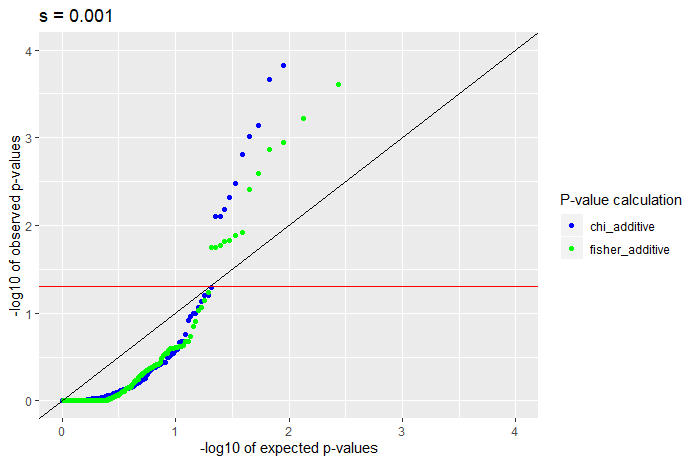 s = 0.001
-log10 of observed p-values
4
3
2
1
0
0 1 2 3 4
-log10 of expected p-values
P-value calculation
chi_additive
fisher_additive